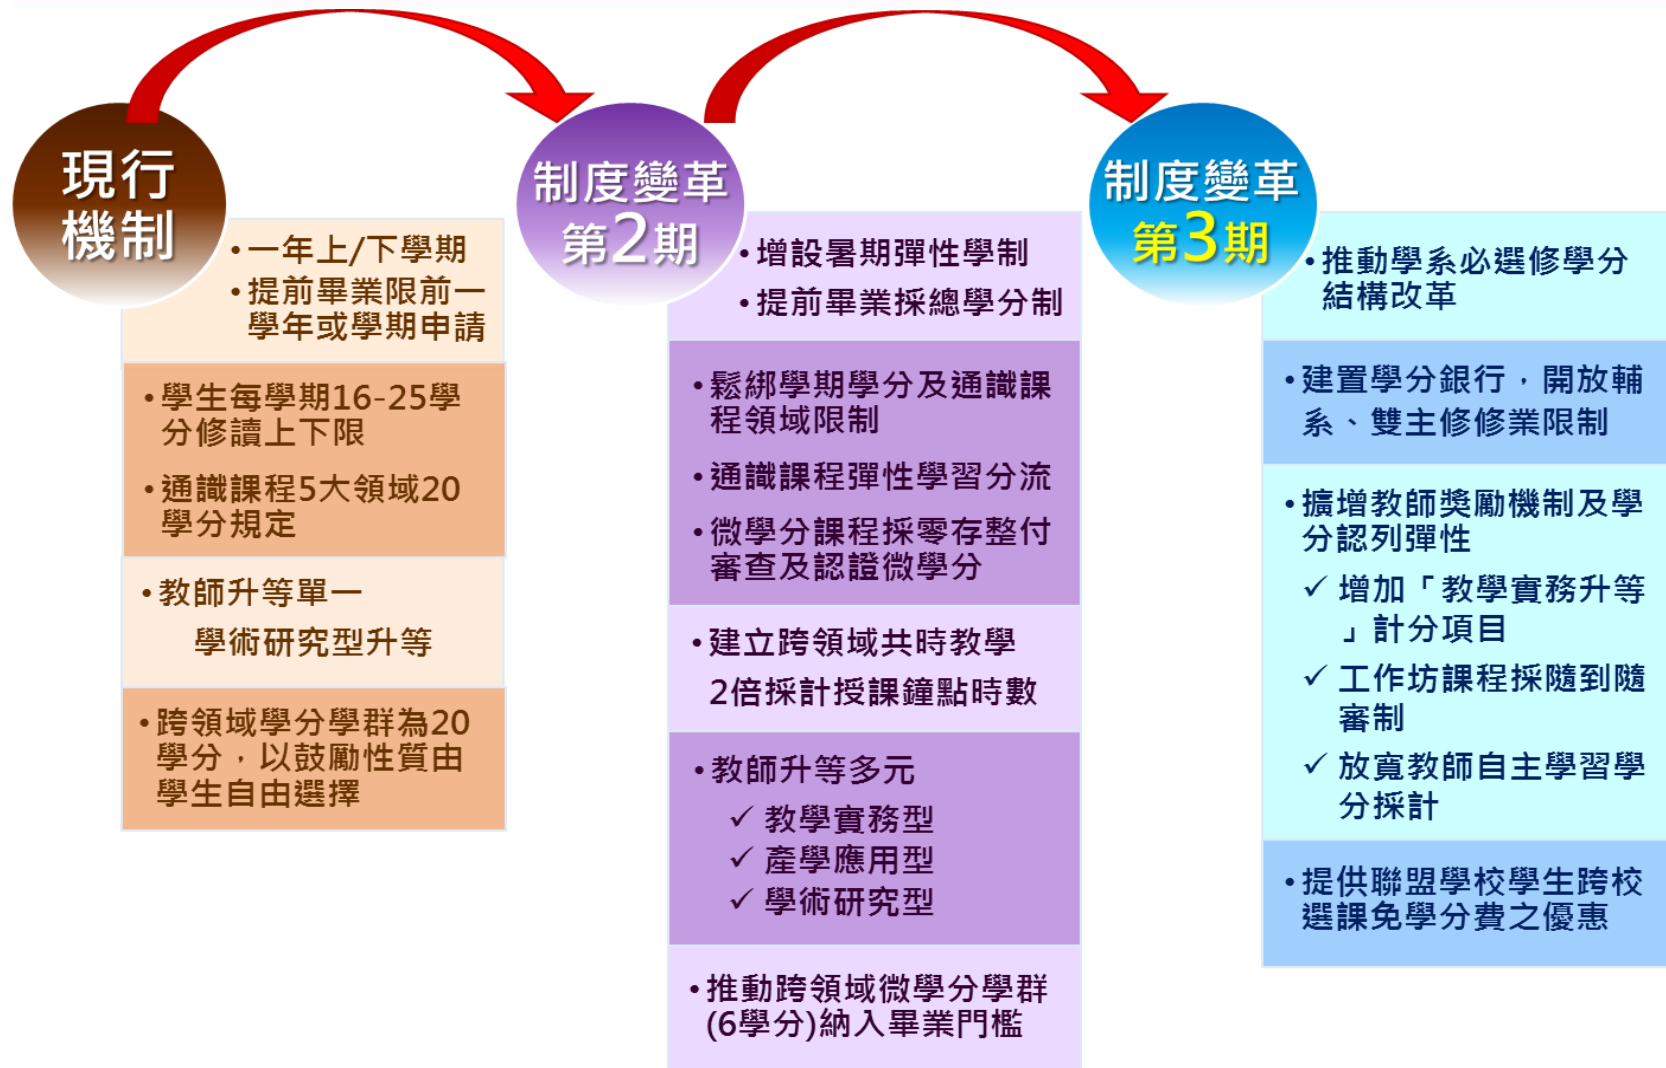 現行
機制
•一年上/下學期
•提前畢業限前一
學年或學期申請
•學生每學期16-25學
分修讀上下限
•通識課程5大領域20
學分規定
•教師升等單一
學術研究型升等
•跨領域學分學群為20
學分，以鼓勵性質由
學生自由選擇
制度變革
第2期
•增設暑期彈性學制
•提前畢業採總學分制
•鬆綁學期學分及通識課
程領域限制
•通識課程彈性學習分流
•微學分課程採零存整付
審查及認證微學分
•建立跨領域共時教學
2倍採計授課鐘點時數
•教師升等多元
✓ 教學實務型
✓ 產學應用型
✓ 學術研究型
•推動跨領域微學分學群
(6學分)納入畢業門檻
制度變革
第3期
•推動學系必選修學分
結構改革
•建置學分銀行，開放輔
系、雙主修修業限制
•擴增教師獎勵機制及學
分認列彈性
✓ 增加「教學實務升等
」計分項目
✓ 工作坊課程採隨到隨
審制
✓ 放寬教師自主學習學
分採計
•提供聯盟學校學生跨校
選課免學分費之優惠